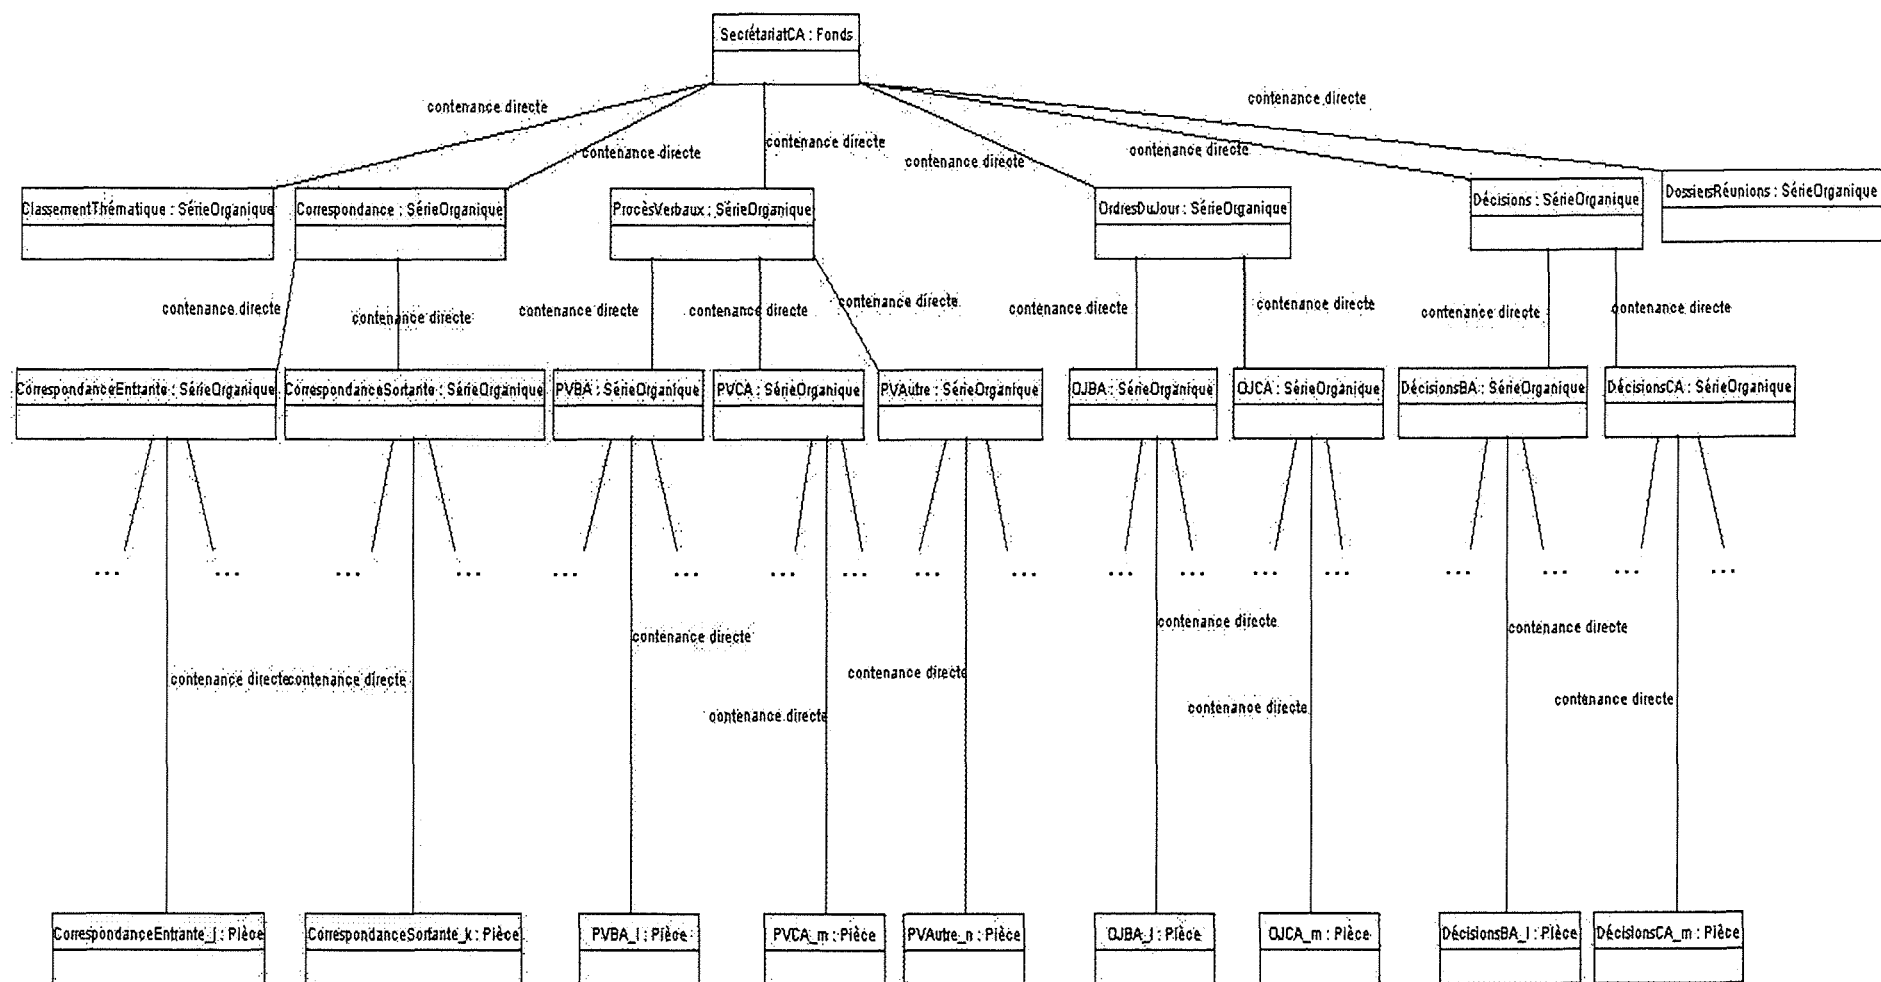 SecrétariatCA : Fonds
contenance directe
contenance directe
contenance directe
contenance directe
contenance directe
contenance directe
ClassementThématique : SérieOrganique
Correspondance : SérieOrganique
ProcèsVerbaux : SérieOrganique
OrdresDuJour : SérieOrganique
Décisions : SérieOrganique
DossiersRéunions : SérieOrganique
contenance directe
contenance directe
contenance directe
contenance directe
contenance directe
contenance directe
contenance directe
contenance directe
contenance directe
CorrespondanceEntrante : SérieOrganique
CorrespondanceSortante : SérieOrganique
PVBA : SérieOrganique
PVCA : SérieOrganique
PVAutre : SérieOrganique
OJBA : SérieOrganique
OJCA : SérieOrganique
DécisionsBA : SérieOrganique
DécisionsCA : SérieOrganique
... ... ... ... ... ... ... ... ... ... ... ... ... ... ... ... ... ...
contenance directe
contenance directe
contenance directe
contenance directe
contenance directe
contenance directe
contenance directe
contenance directe
contenance directe
CorrespondanceEntrante_j : Pièce
CorrespondanceSortante_k : Pièce
PVBA_l : Pièce
PVCA_m : Pièce
PVAutre_n : Pièce
OJBA_l : Pièce
OJCA_m : Pièce
DécisionsBA_l : Pièce
DécisionsCA_m : Pièce